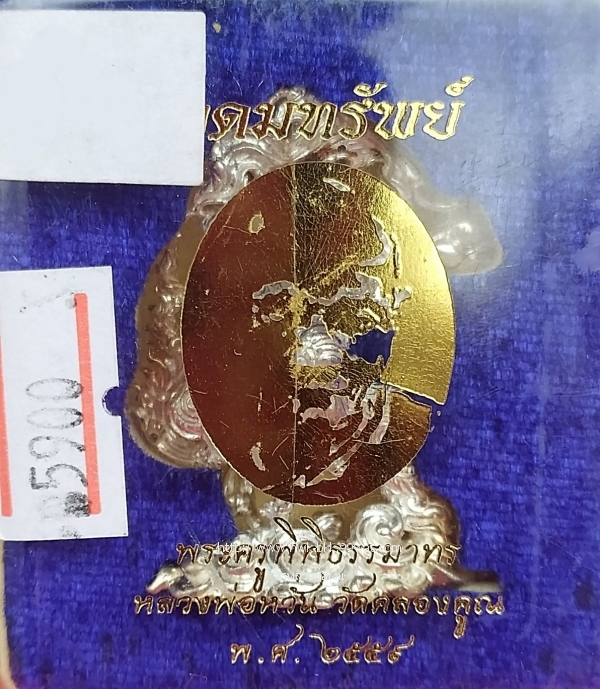 ดมทรัพย์
5900
พระครูพิพิธธรรมาทร
หลวงพ่อหวั่น วัดคลองคูณ
พ.ศ. ๒๕๕๙